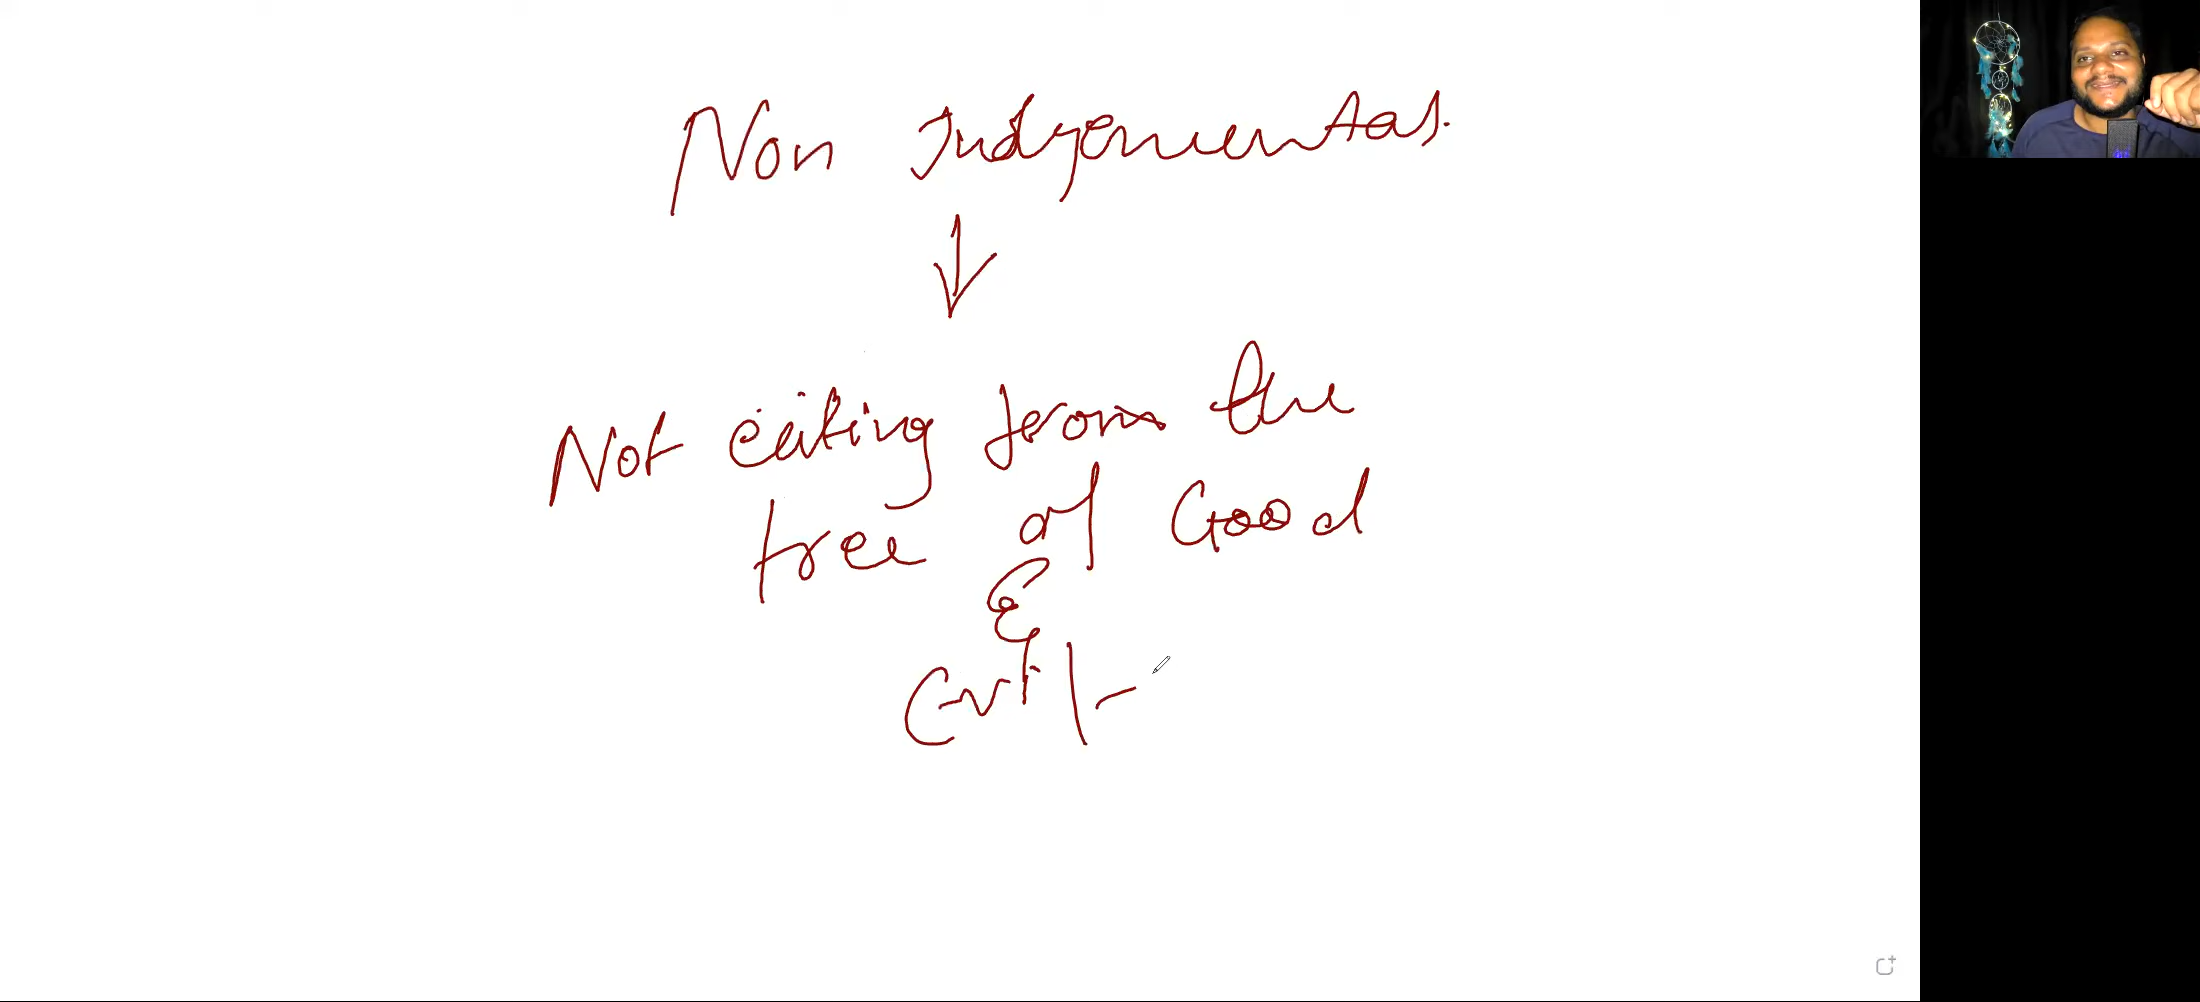 Non Judgemental.
Not eating from the
tree of Good
&
Evil -